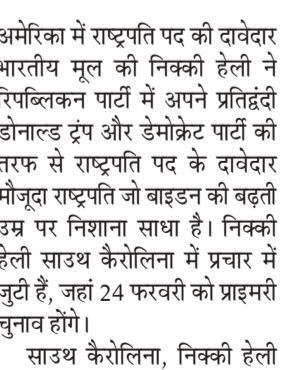 अमेरिका में राष्ट्रपति पद की दावेदार
भारतीय मूल की निक्की हेली ने
रिपब्लिकन पार्टी में अपने प्रतिद्वंदी
डोनाल्ड ट्रंप और डेमोक्रेट पार्टी की
तरफ से राष्ट्रपति पद के दावेदार
मौजूदा राष्ट्रपति जो बाइडन की बढ़ती
उम्र पर निशाना साधा है। निक्की
हेली साउथ कैरोलिना में प्रचार में
जुटी हैं, जहां 24 फरवरी को प्राइमरी
चुनाव होंगे।
साउथ कैरोलिना, निक्की हेली